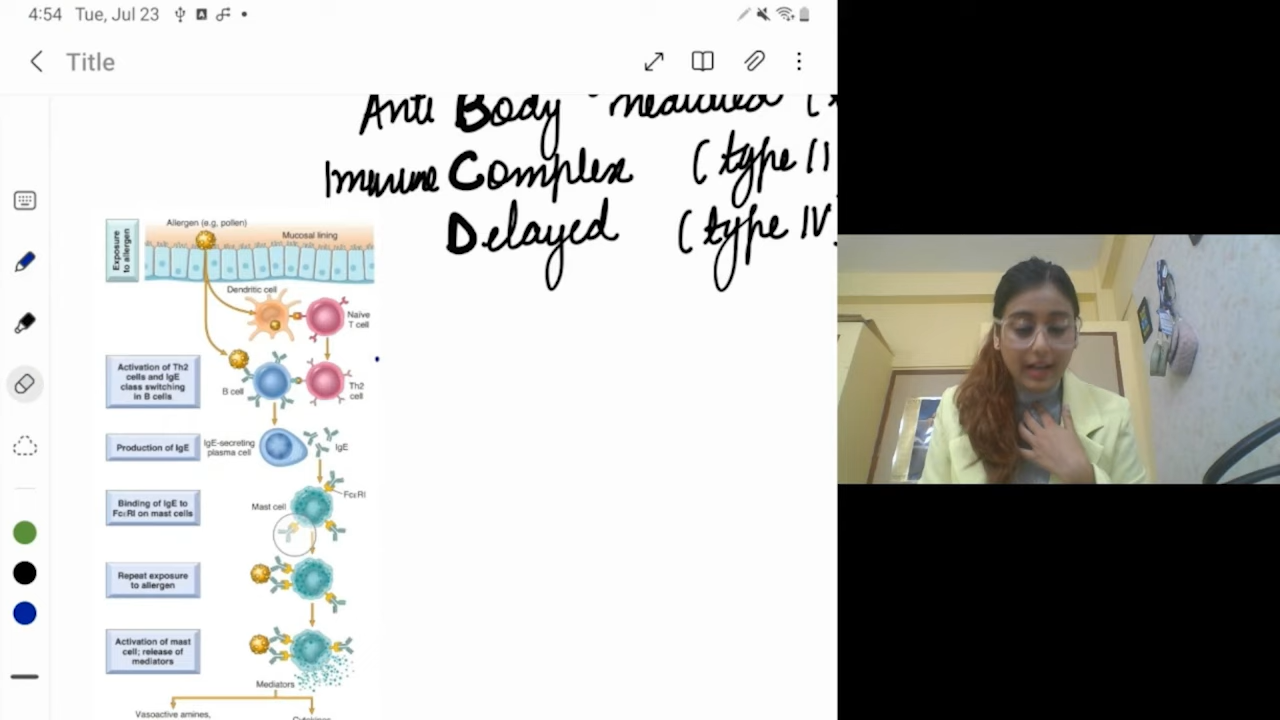 4:54 Tue, Jul 23
Title
Anti Body - mediated (
Immune Complex (type II
Delayed (type IV)
Exposure
to allergen
Allergen (e.g, pollen)
Mucosal lining
Dendritic cell
Naive
T cell
Activation of Th2
cells and IgE
class switching
in B cells
B cell
Th2
cell
Production of IgE
IgE-secreting
plasma cell
IgE
Binding of IgE to
FcεRI on mast cells
Mast cell
FcεRI
Repeat exposure
to allergen
Activation of mast
cell; release of
mediators
Mediators
Vasoactive amines,
Cytokines